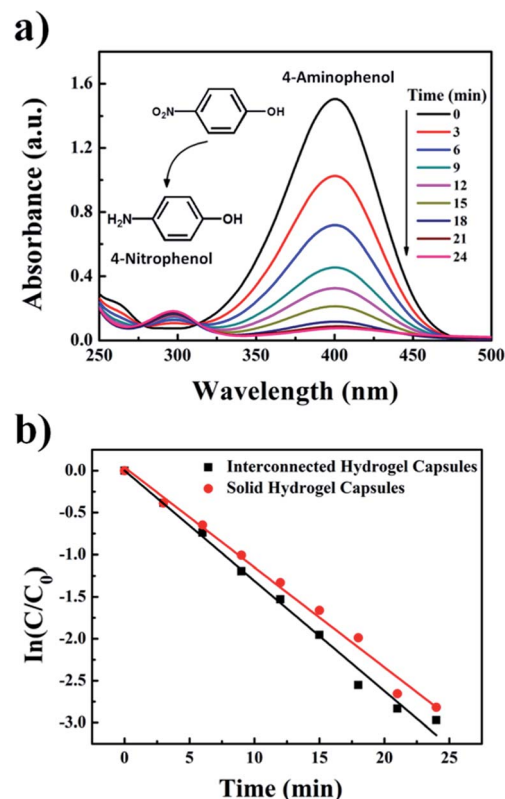 a)
4-Aminophenol
O₂N
OH
H₂N
OH
4-Nitrophenol
Time (min)
0
3
6
9
12
15
18
21
24
Absorbance (a.u.)
1.6
1.2
0.8
0.4
0.0
250
300
350
400
450
500
Wavelength (nm)
b)
Interconnected Hydrogel Capsules
Solid Hydrogel Capsules
In(C/C₀)
0.0
-0.5
-1.0
-1.5
-2.0
-2.5
-3.0
0
5
10
15
20
25
Time (min)